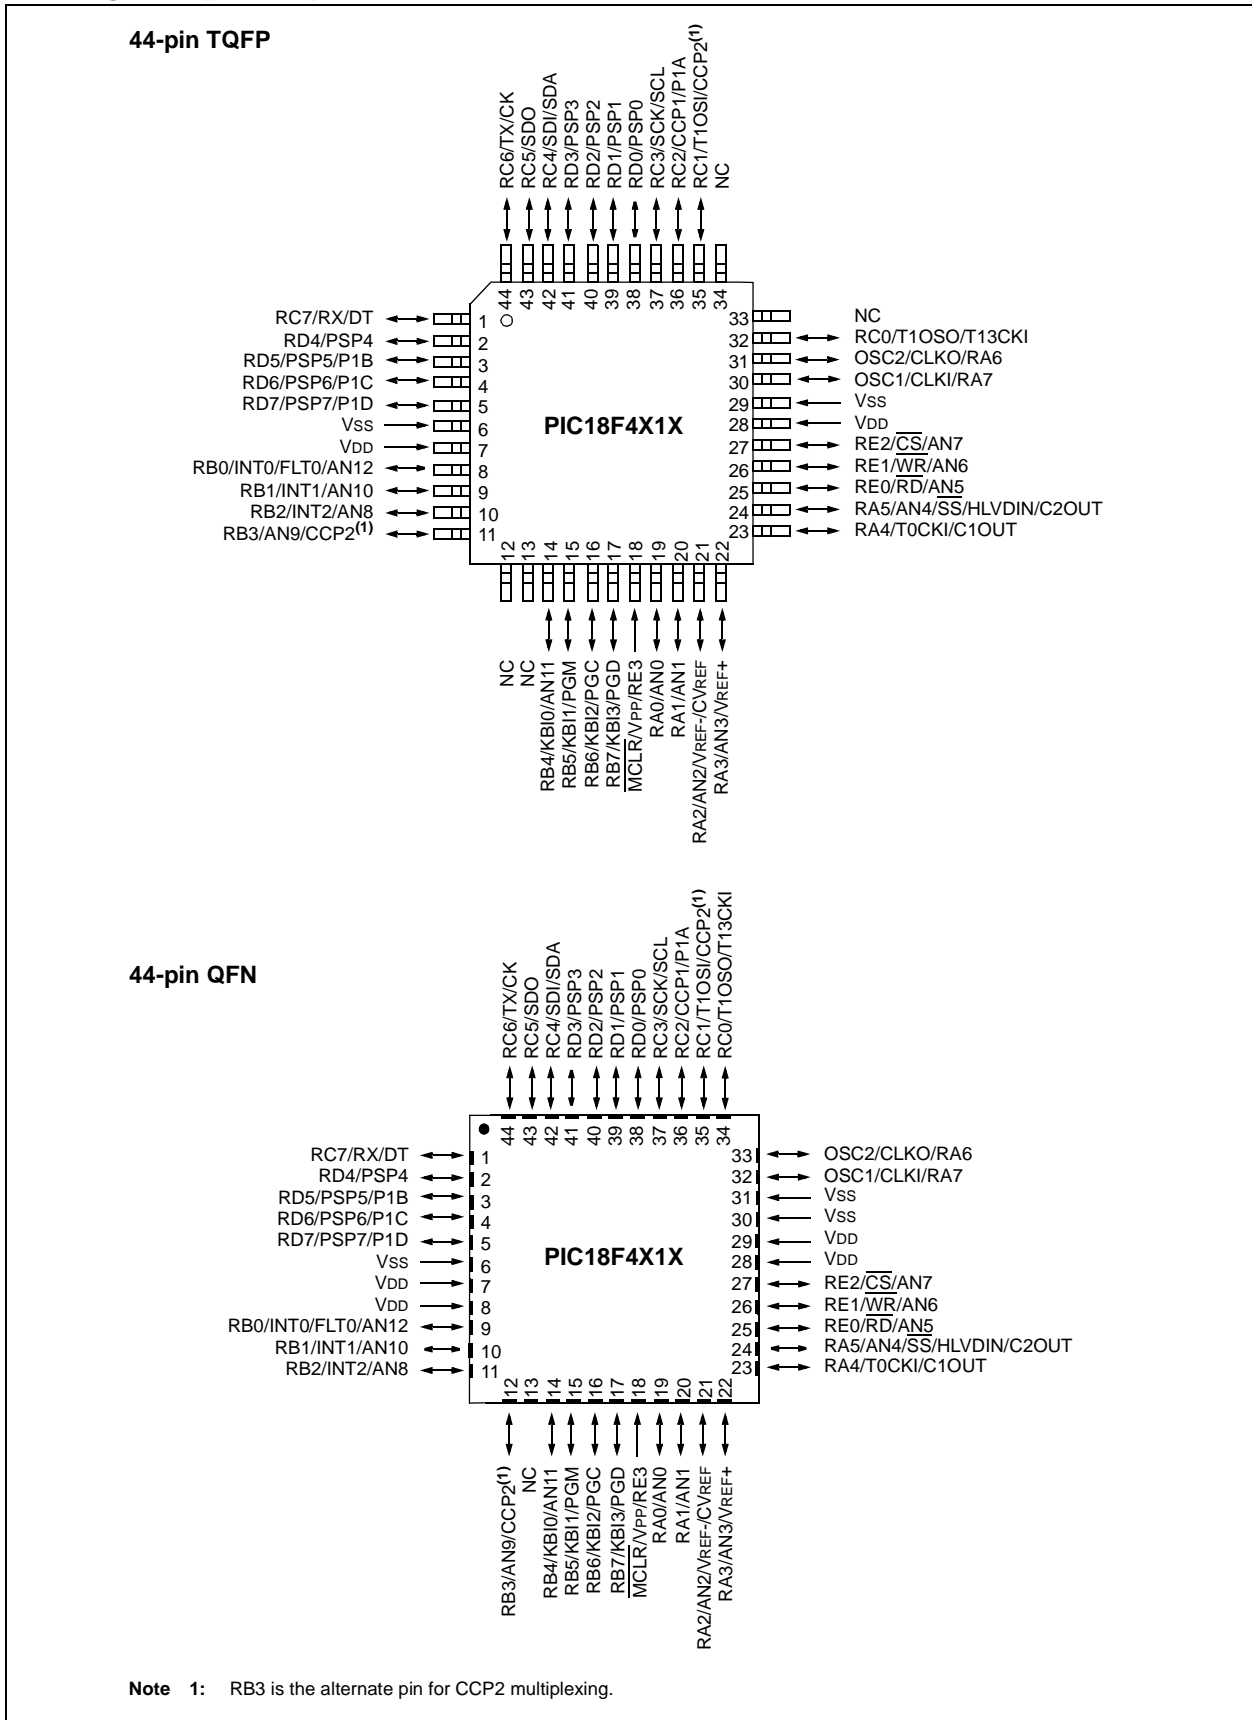 44-pin TQFP
RC6/TX/CK
RC5/SDO
RC4/SDI/SDA
RD3/PSP3
RD2/PSP2
RD1/PSP1
RD0/PSP0
RC3/SCK/SCL
RC2/CCP1/P1A
RC1/T1OSI/CCP2(1)
NC
44
43
42
41
40
39
38
37
36
35
34
RC7/RX/DT 1
RD4/PSP4 2
RD5/PSP5/P1B 3
RD6/PSP6/P1C 4
RD7/PSP7/P1D 5
VSS 6
VDD 7
RB0/INT0/FLT0/AN12 8
RB1/INT1/AN10 9
RB2/INT2/AN8 10
RB3/AN9/CCP2(1) 11
PIC18F4X1X
33 NC
32 RC0/T1OSO/T13CKI
31 OSC2/CLKO/RA6
30 OSC1/CLKI/RA7
29 VSS
28 VDD
27 RE2/CS/AN7
26 RE1/WR/AN6
25 RE0/RD/AN5
24 RA5/AN4/SS/HLVDIN/C2OUT
23 RA4/T0CKI/C1OUT
12
13
14
15
16
17
18
19
20
21
22
NC
NC
RB4/KBI0/AN11
RB5/KBI1/PGM
RB6/KBI2/PGC
RB7/KBI3/PGD
MCLR/VPP/RE3
RA0/AN0
RA1/AN1
RA2/AN2/VREF-/CVREF
RA3/AN3/VREF+
44-pin QFN
RC6/TX/CK
RC5/SDO
RC4/SDI/SDA
RD3/PSP3
RD2/PSP2
RD1/PSP1
RD0/PSP0
RC3/SCK/SCL
RC2/CCP1/P1A
RC1/T1OSI/CCP2(1)
RC0/T1OSO/T13CKI
44
43
42
41
40
39
38
37
36
35
34
RC7/RX/DT 1
RD4/PSP4 2
RD5/PSP5/P1B 3
RD6/PSP6/P1C 4
RD7/PSP7/P1D 5
VSS 6
VDD 7
VDD 8
RB0/INT0/FLT0/AN12 9
RB1/INT1/AN10 10
RB2/INT2/AN8 11
PIC18F4X1X
33 OSC2/CLKO/RA6
32 OSC1/CLKI/RA7
31 VSS
30 VSS
29 VDD
28 VDD
27 RE2/CS/AN7
26 RE1/WR/AN6
25 RE0/RD/AN5
24 RA5/AN4/SS/HLVDIN/C2OUT
23 RA4/T0CKI/C1OUT
12
13
14
15
16
17
18
19
20
21
22
RB3/AN9/CCP2(1)
NC
RB4/KBI0/AN11
RB5/KBI1/PGM
RB6/KBI2/PGC
RB7/KBI3/PGD
MCLR/VPP/RE3
RA0/AN0
RA1/AN1
RA2/AN2/VREF-/CVREF
RA3/AN3/VREF+
Note 1: RB3 is the alternate pin for CCP2 multiplexing.